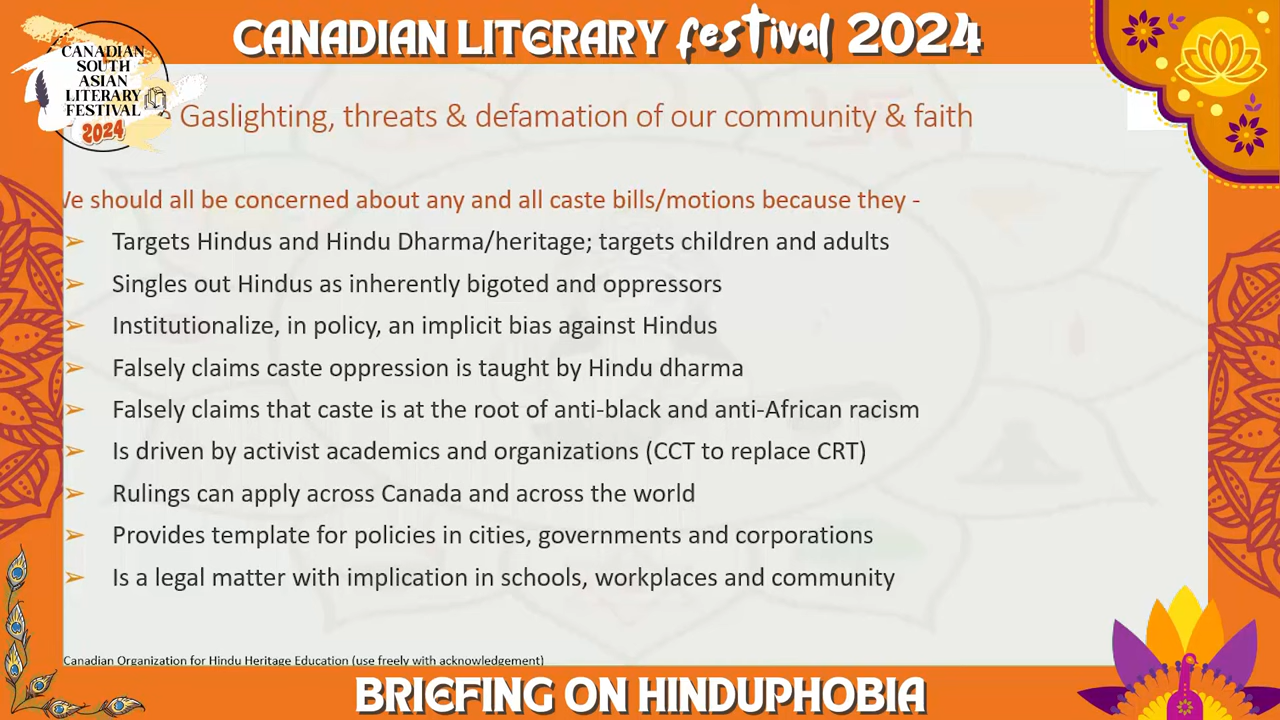 CANADIAN LITERARY festival 2024
CANADIAN
SOUTH
ASIAN
LITERARY
FESTIVAL
2024
Gaslighting, threats & defamation of our community & faith
should all be concerned about any and all caste bills/motions because they -
➢ Targets Hindus and Hindu Dharma/heritage; targets children and adults
➢ Singles out Hindus as inherently bigoted and oppressors
➢ Institutionalize, in policy, an implicit bias against Hindus
➢ Falsely claims caste oppression is taught by Hindu dharma
➢ Falsely claims that caste is at the root of anti-black and anti-African racism
➢ Is driven by activist academics and organizations (CCT to replace CRT)
➢ Rulings can apply across Canada and across the world
➢ Provides template for policies in cities, governments and corporations
➢ Is a legal matter with implication in schools, workplaces and community
Canadian Organization for Hindu Heritage Education (use freely with acknowledgement)
BRIEFING ON HINDUPHOBIA